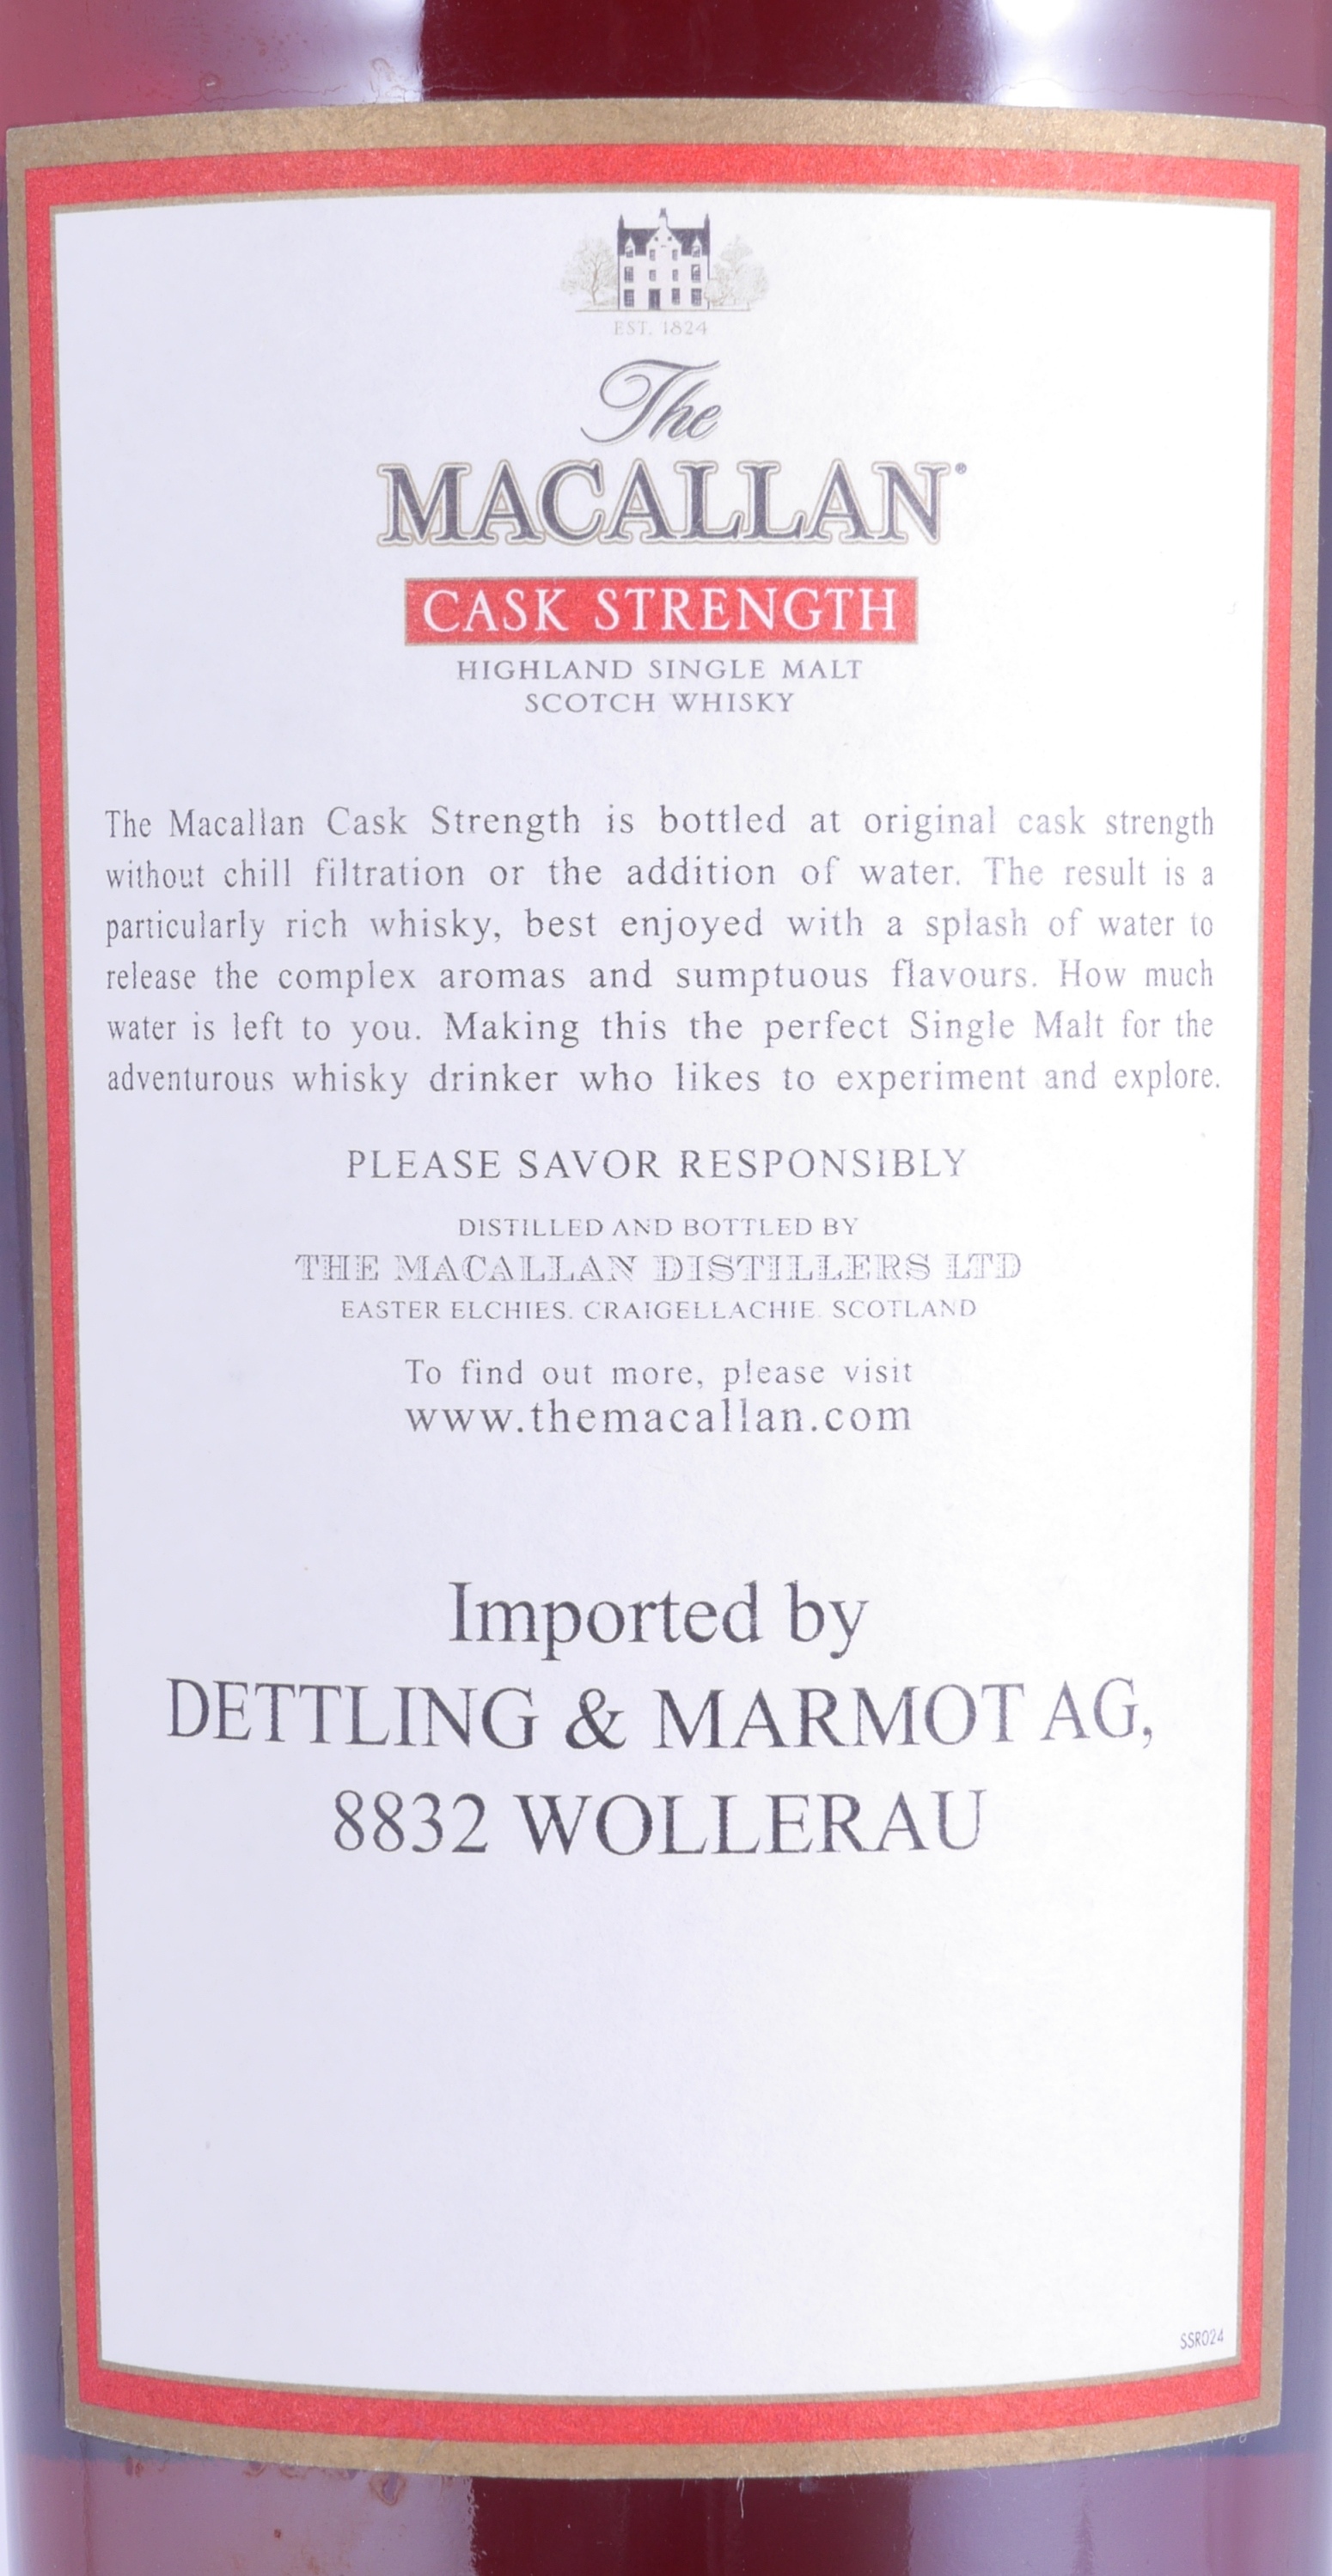 EST. 1824
The
MACALLAN®
CASK STRENGTH
HIGHLAND SINGLE MALT
SCOTCH WHISKY
The Macallan Cask Strength is bottled at original cask strength
without chill filtration or the addition of water. The result is a
particularly rich whisky, best enjoyed with a splash of water to
release the complex aromas and sumptuous flavours. How much
water is left to you. Making this the perfect Single Malt for the
adventurous whisky drinker who likes to experiment and explore.
PLEASE SAVOR RESPONSIBLY
DISTILLED AND BOTTLED BY
THE MACALLAN DISTILLERS LTD
EASTER ELCHIES, CRAIGELLACHIE, SCOTLAND
To find out more, please visit
www.themacallan.com
Imported by
DETTLING & MARMOT AG,
8832 WOLLERAU
SSR024